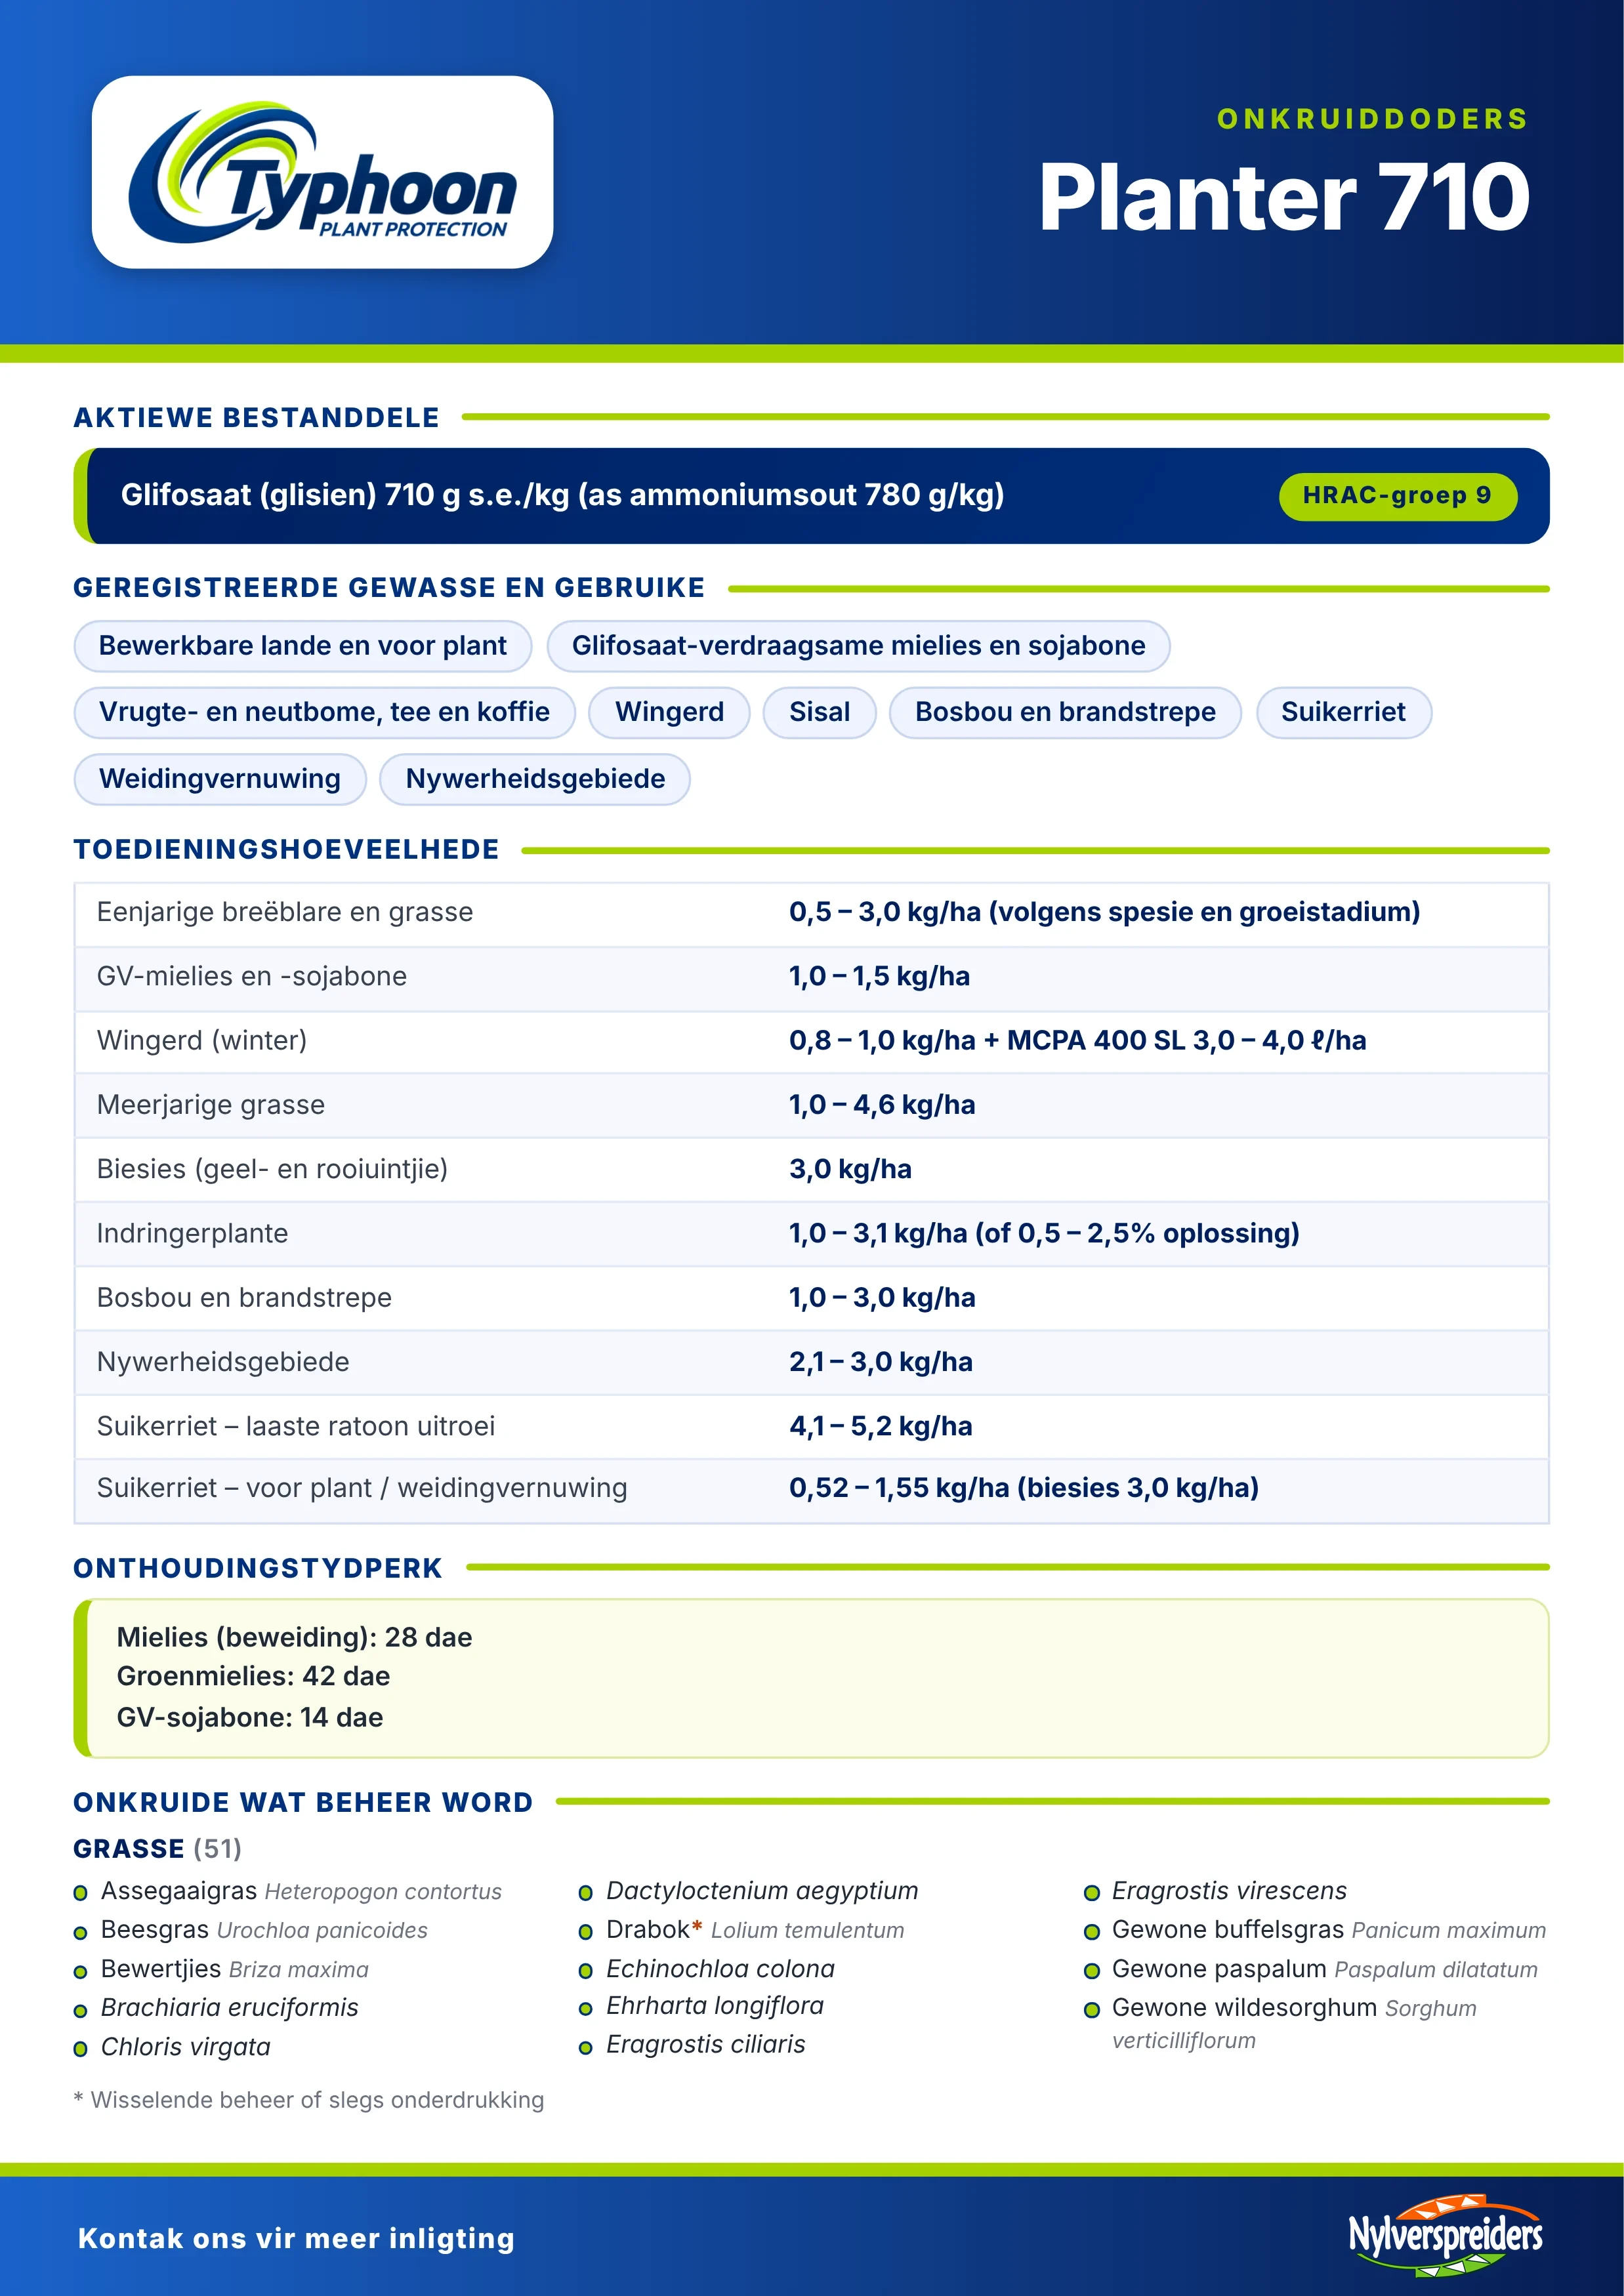 Typhoon
PLANT PROTECTION
ONKRUIDDODERS
Planter 710
AKTIEWE BESTANDDELE
Glifosaat (glisien) 710 g s.e./kg (as ammoniumsout 780 g/kg)
HRAC-groep 9
GEREGISTREERDE GEWASSE EN GEBRUIKE
Bewerkbare lande en voor plant
Glifosaat-verdraagsame mielies en sojabone
Vrugte- en neutbome, tee en koffie
Wingerd
Sisal
Bosbou en brandstrepe
Suikerriet
Weidingvernuwing
Nywerheidsgebiede
TOEDIENINGSHOEVEELHEDE
Eenjarige breëblare en grasse 0,5 – 3,0 kg/ha (volgens spesie en groeistadium)
GV-mielies en -sojabone 1,0 – 1,5 kg/ha
Wingerd (winter) 0,8 – 1,0 kg/ha + MCPA 400 SL 3,0 – 4,0 ℓ/ha
Meerjarige grasse 1,0 – 4,6 kg/ha
Biesies (geel- en rooiuintjie) 3,0 kg/ha
Indringerplante 1,0 – 3,1 kg/ha (of 0,5 – 2,5% oplossing)
Bosbou en brandstrepe 1,0 – 3,0 kg/ha
Nywerheidsgebiede 2,1 – 3,0 kg/ha
Suikerriet – laaste ratoon uitroei 4,1 – 5,2 kg/ha
Suikerriet – voor plant / weidingvernuwing 0,52 – 1,55 kg/ha (biesies 3,0 kg/ha)
ONTHOUDINGSTYDPERK
Mielies (beweiding): 28 dae
Groenmielies: 42 dae
GV-sojabone: 14 dae
ONKRUIDE WAT BEHEER WORD
GRASSE (51)
Assegaaigras Heteropogon contortus
Beesgras Urochloa panicoides
Bewertjies Briza maxima
Brachiaria eruciformis
Chloris virgata
Dactyloctenium aegyptium
Drabok* Lolium temulentum
Echinochloa colona
Ehrharta longiflora
Eragrostis ciliaris
Eragrostis virescens
Gewone buffelsgras Panicum maximum
Gewone paspalum Paspalum dilatatum
Gewone wildesorghum Sorghum
verticilliflorum
* Wisselende beheer of slegs onderdrukking
Kontak ons vir meer inligting
Nylverspreiders